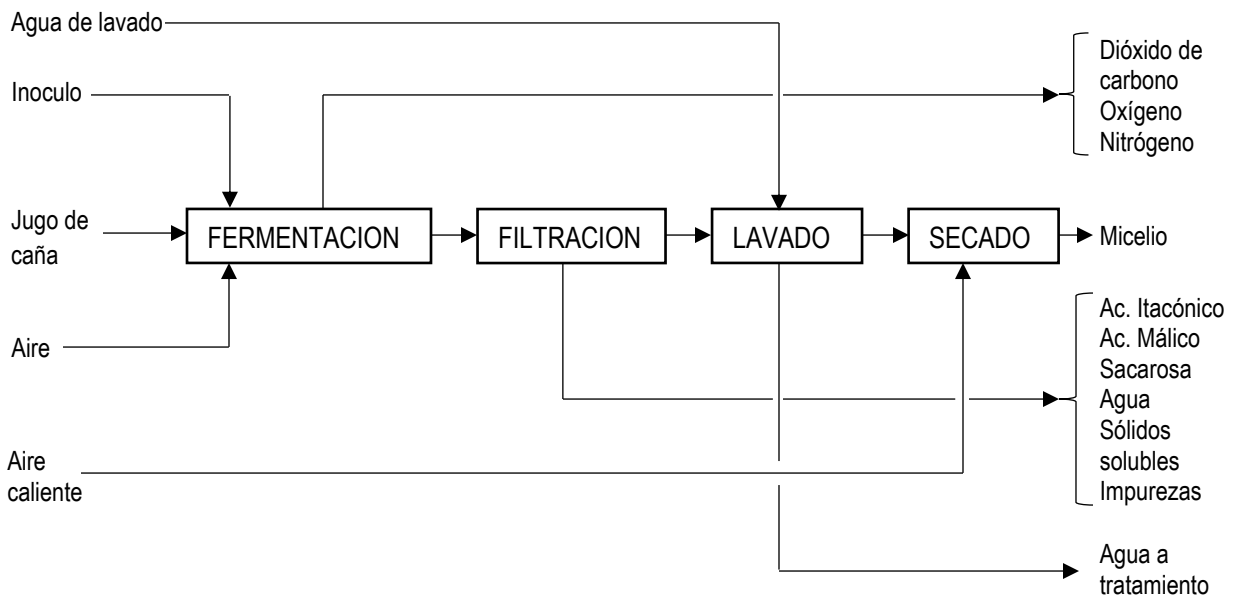 Agua de lavado
Inoculo
Jugo de
caña
Aire
Aire
caliente
FERMENTACION
FILTRACION
LAVADO
SECADO
Dióxido de
carbono
Oxígeno
Nitrógeno
Micelio
Ac. Itacónico
Ac. Málico
Sacarosa
Agua
Sólidos
solubles
Impurezas
Agua a
tratamiento